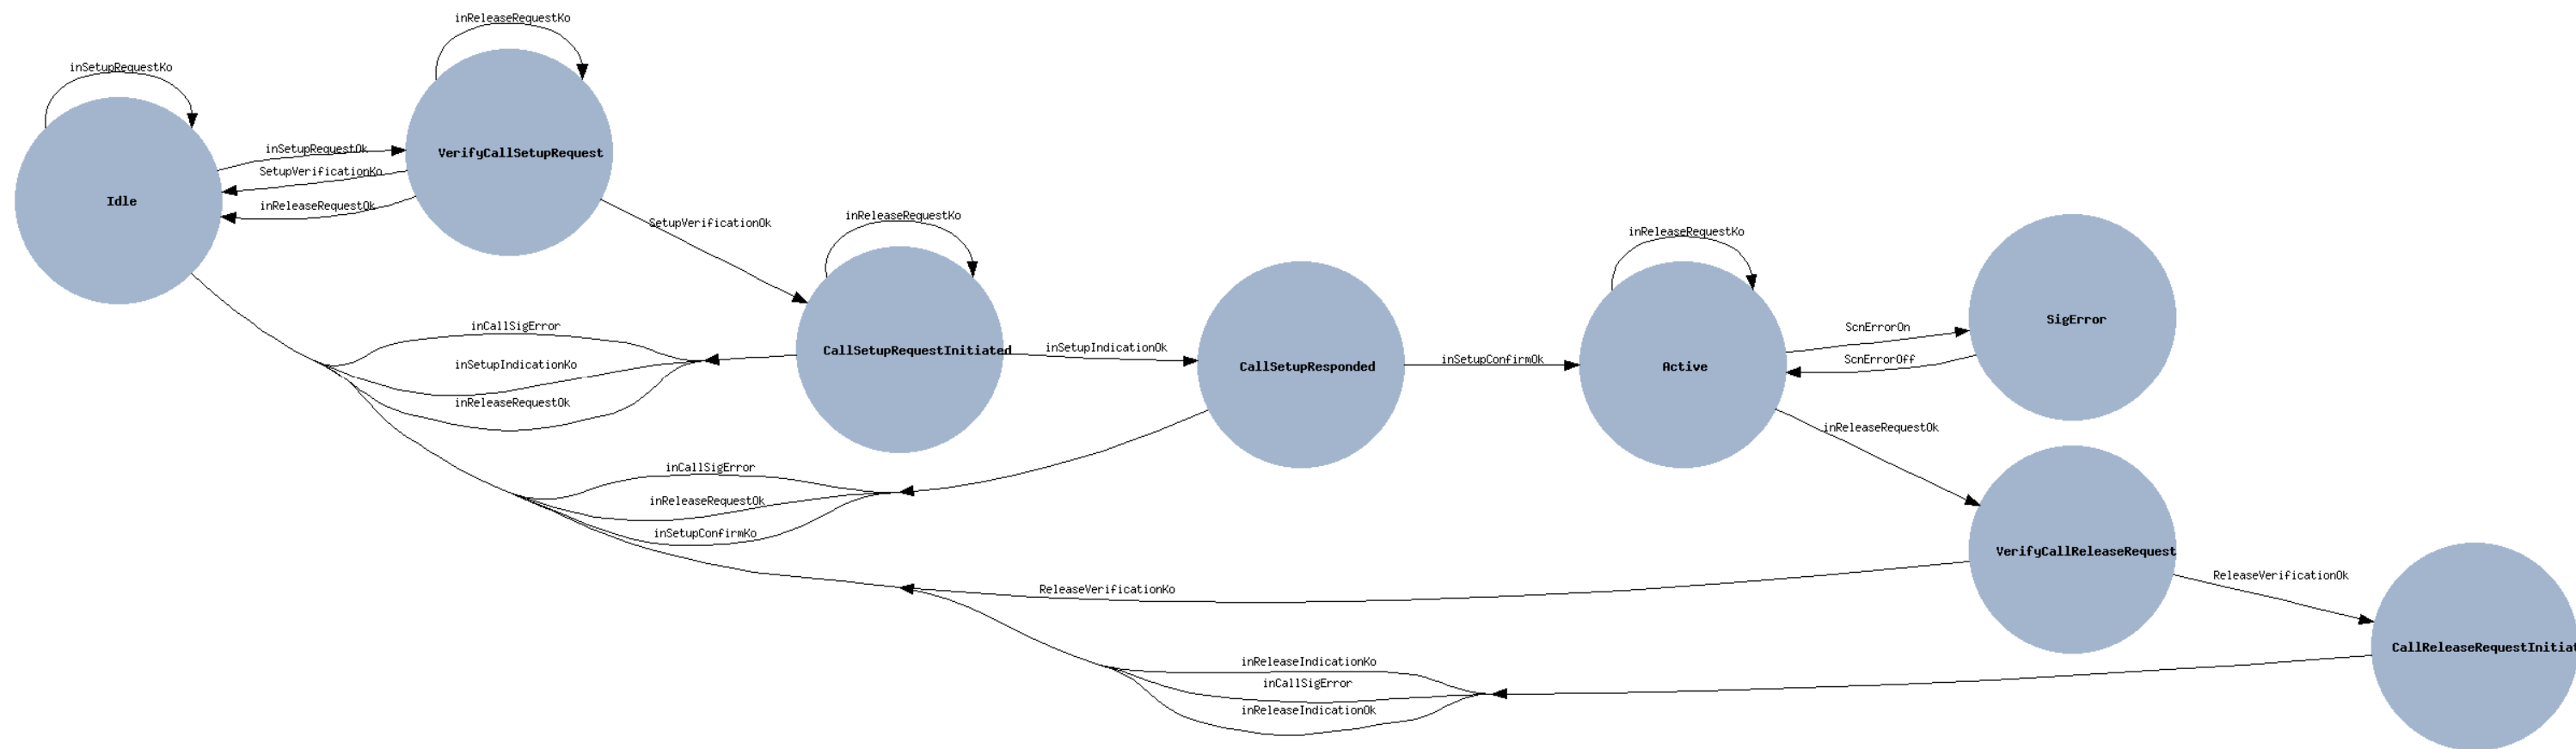 inReleaseRequestKo
inSetupRequestKo
inSetupRequestOk
VerifyCallSetupRequest
SetupVerificationKo
Idle
inReleaseRequestOk
SetupVerificationOk
inReleaseRequestKo
inReleaseRequestKo
SigError
inCallSigError
ScnErrorOn
CallSetupRequestInitiated
inSetupIndicationOk
inSetupConfirmOk
ScnErrorOff
inSetupIndicationKo
CallSetupResponded
Active
inReleaseRequestOk
inReleaseRequestOk
inCallSigError
inReleaseRequestOk
inSetupConfirmKo
VerifyCallReleaseRequest
ReleaseVerificationKo
ReleaseVerificationOk
CallReleaseRequestInitiat
inReleaseIndicationKo
inCallSigError
inReleaseIndicationOk